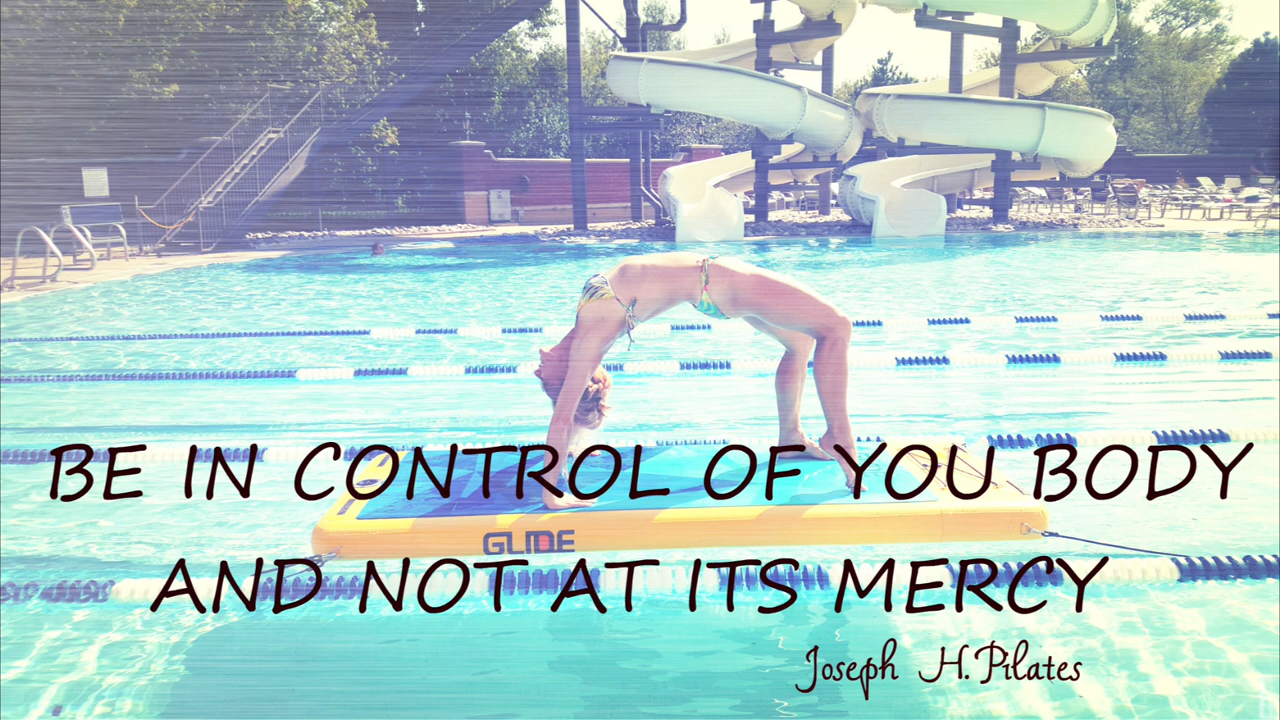 GLIDE
BE IN CONTROL OF YOU BODY
AND NOT AT ITS MERCY
Joseph H. Pilates